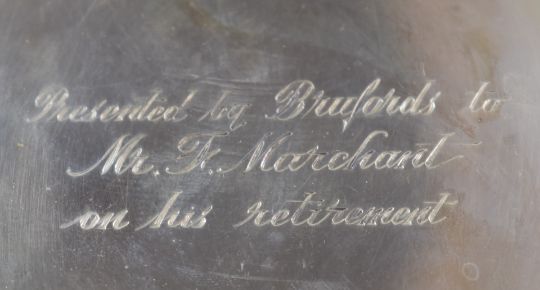 Presented by Brufords to
Mr. F. Marchant
on his retirement